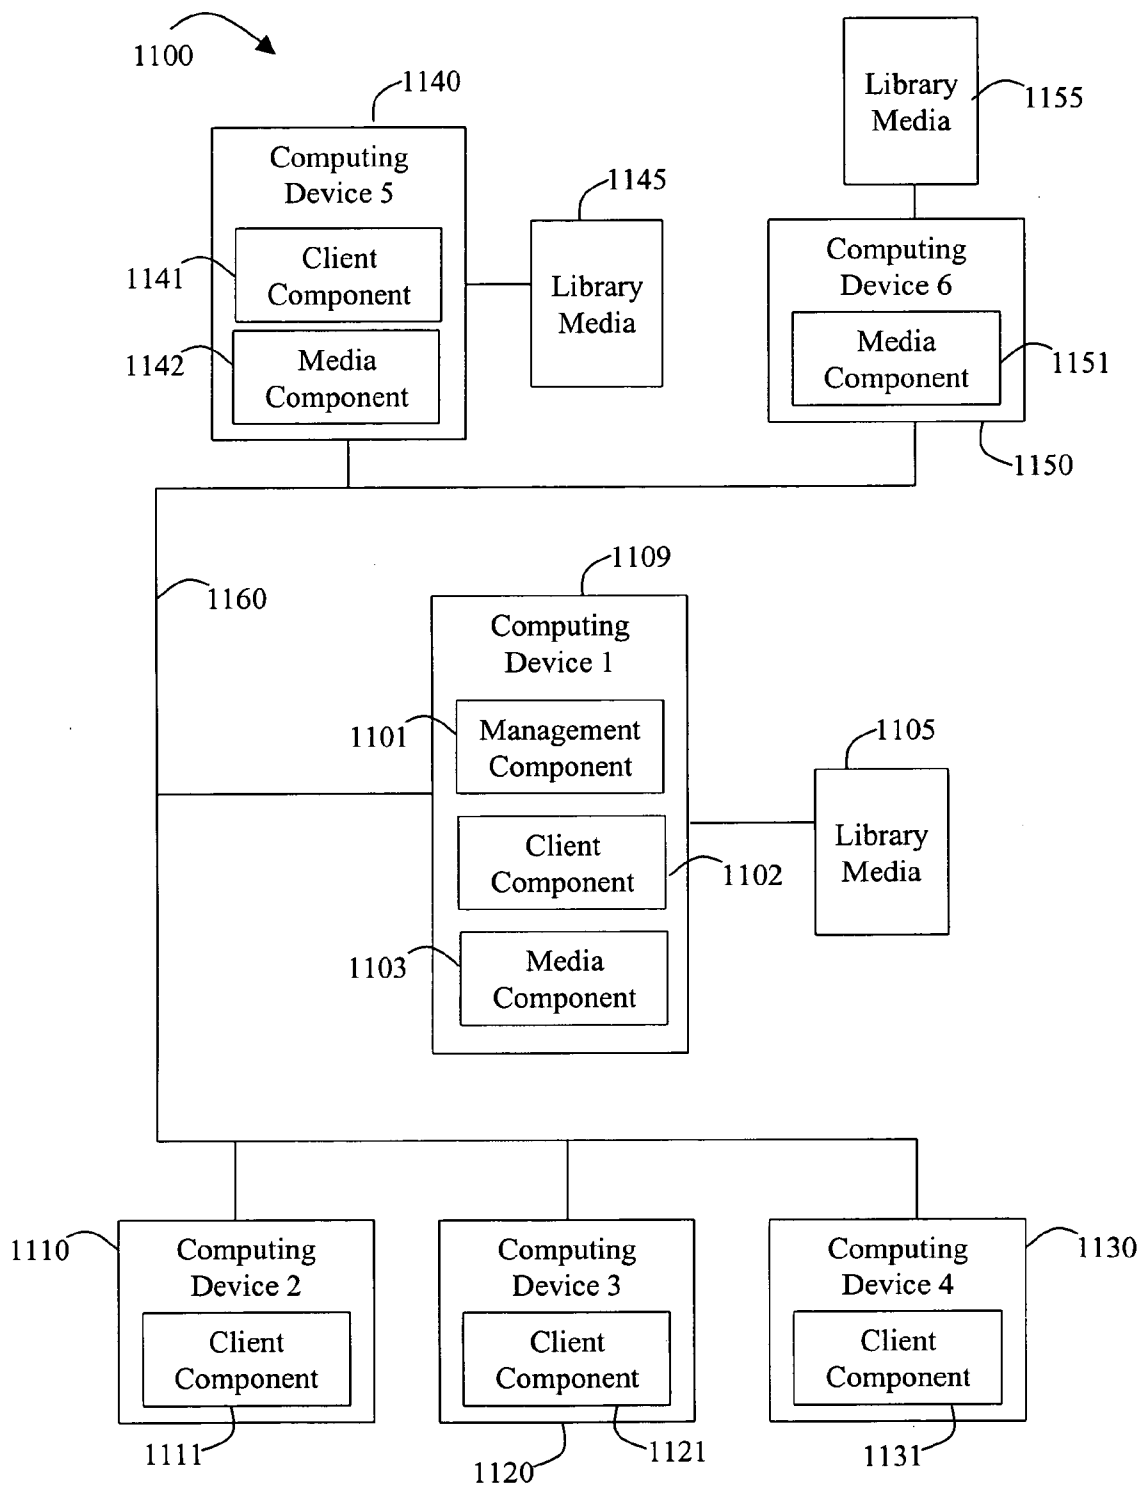 1100
1140
Computing
Device 5
1141
Client
Component
1142
Media
Component
1145
Library
Media
Library
Media
1155
Computing
Device 6
Media
Component
1151
1150
1160
1109
Computing
Device 1
1101
Management
Component
Client
Component
1102
1103
Media
Component
1105
Library
Media
1110
Computing
Device 2
Client
Component
1111
Computing
Device 3
Client
Component
1120
1121
Computing
Device 4
1130
Client
Component
1131